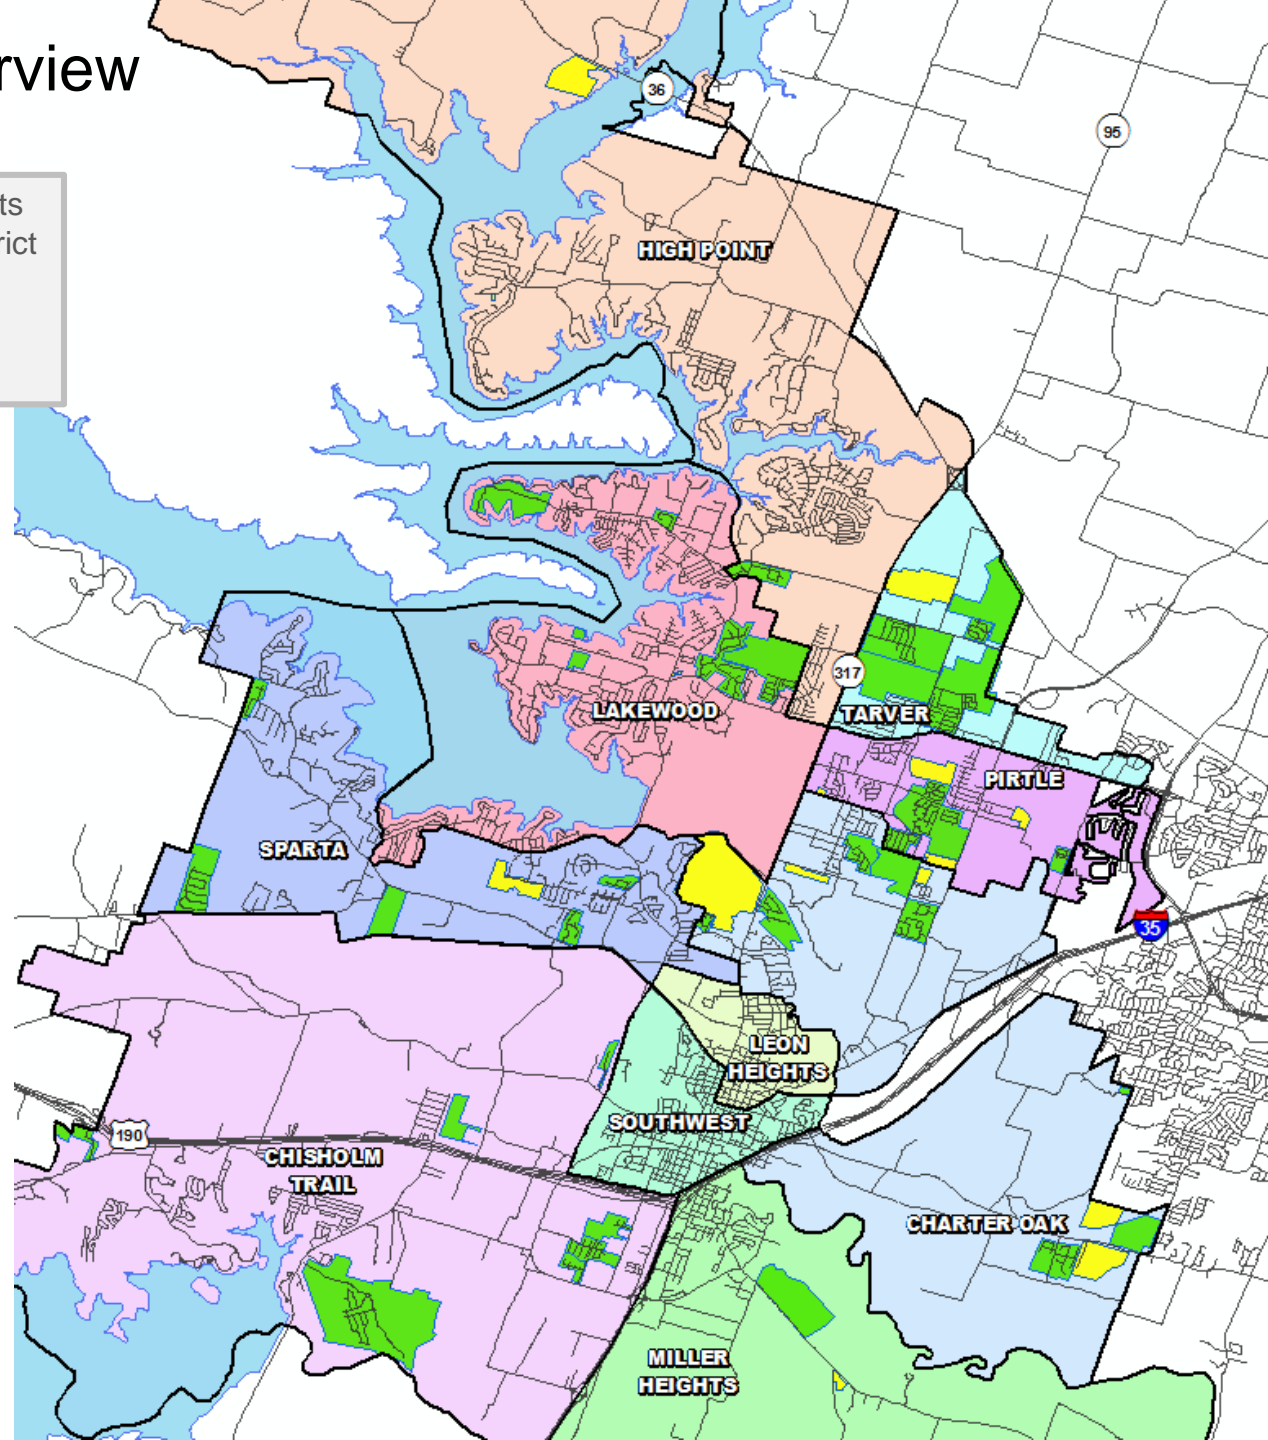 rview
36
95
ts
rict
HIGH POINT
317
LAKEWOOD
TARVER
PIRTLE
SPARTA
35
LEON
HEIGHTS
SOUTHWEST
190
CHISHOLM
TRAIL
CHARTER OAK
MILLER
HEIGHTS